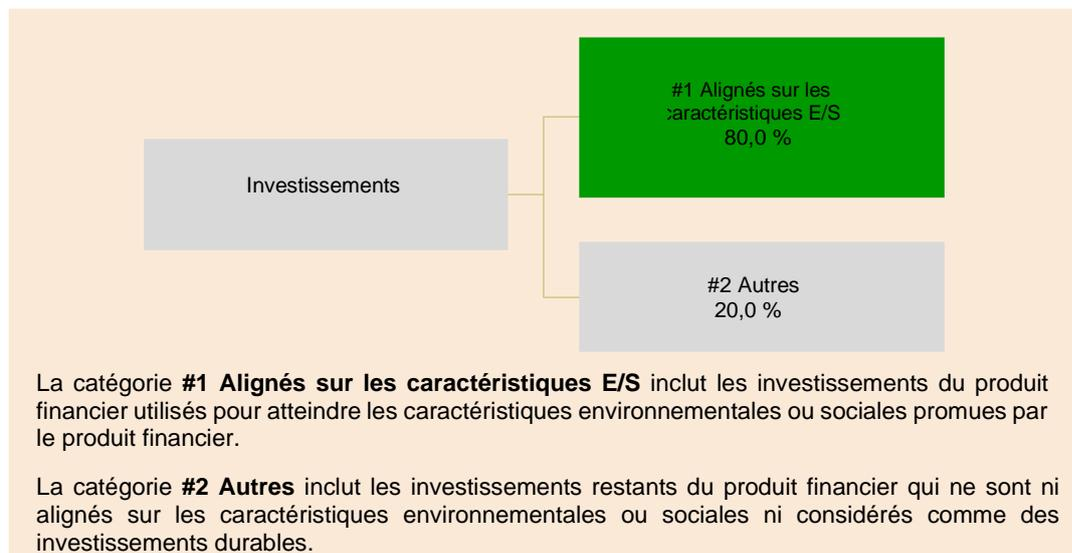 #1 Alignés sur les
caractéristiques E/S
80,0 %
Investissements
#2 Autres
20,0 %
La catégorie #1 Alignés sur les caractéristiques E/S inclut les investissements du produit
financier utilisés pour atteindre les caractéristiques environnementales ou sociales promues par
le produit financier.
La catégorie #2 Autres inclut les investissements restants du produit financier qui ne sont ni
alignés sur les caractéristiques environnementales ou sociales ni considérés comme des
investissements durables.